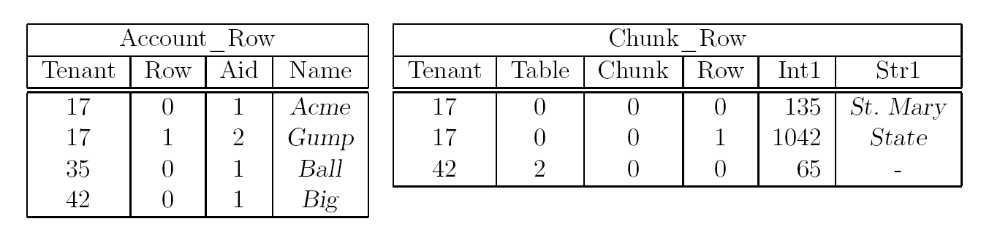 Account_Row
Tenant Row Aid Name
17 0 1 Acme
17 1 2 Gump
35 0 1 Ball
42 0 1 Big
Chunk_Row
Tenant Table Chunk Row Int1 Str1
17 0 0 0 135 St. Mary
17 0 0 1 1042 State
42 2 0 0 65 -